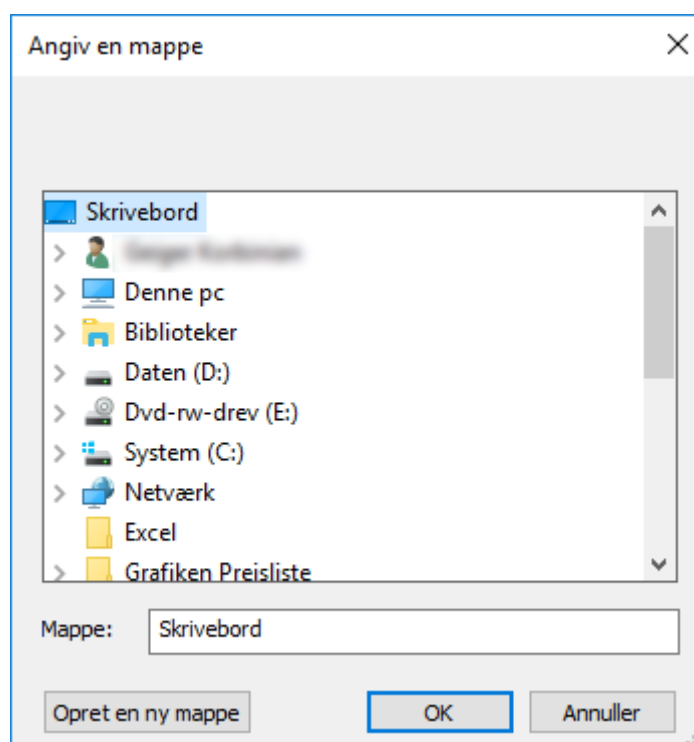 Angiv en mappe
Skrivebord
Denne pc
Biblioteker
Daten (D:)
Dvd-rw-drev (E:)
System (C:)
Netværk
Excel
Grafiken Preisliste
Mappe: Skrivebord
Opret en ny mappe OK Annuller